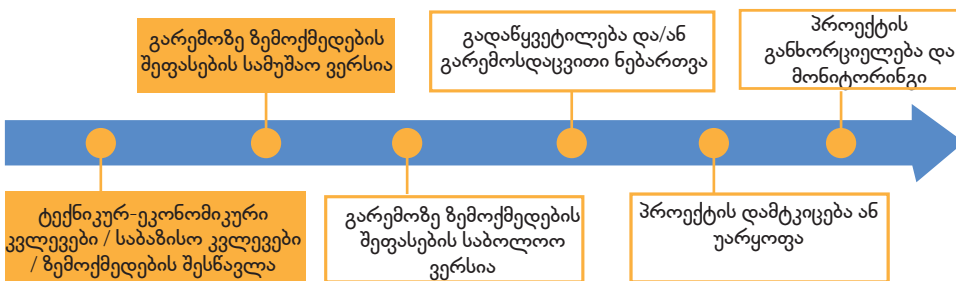 გარემოზე ზემოქმედების
შეფასების სამუშაო ვერსია
გადაწყვეტილება და/ან
გარემოსდაცვითი ნებართვა
პროექტის
განხორციელება და
მონიტორინგი
ტექნიკურ-ეკონომიკური
კვლევები / საბაზისო კვლევები
/ ზემოქმედების შესწავლა
გარემოზე ზემოქმედების
შეფასების საბოლოო
ვერსია
პროექტის დამტკიცება ან
უარყოფა